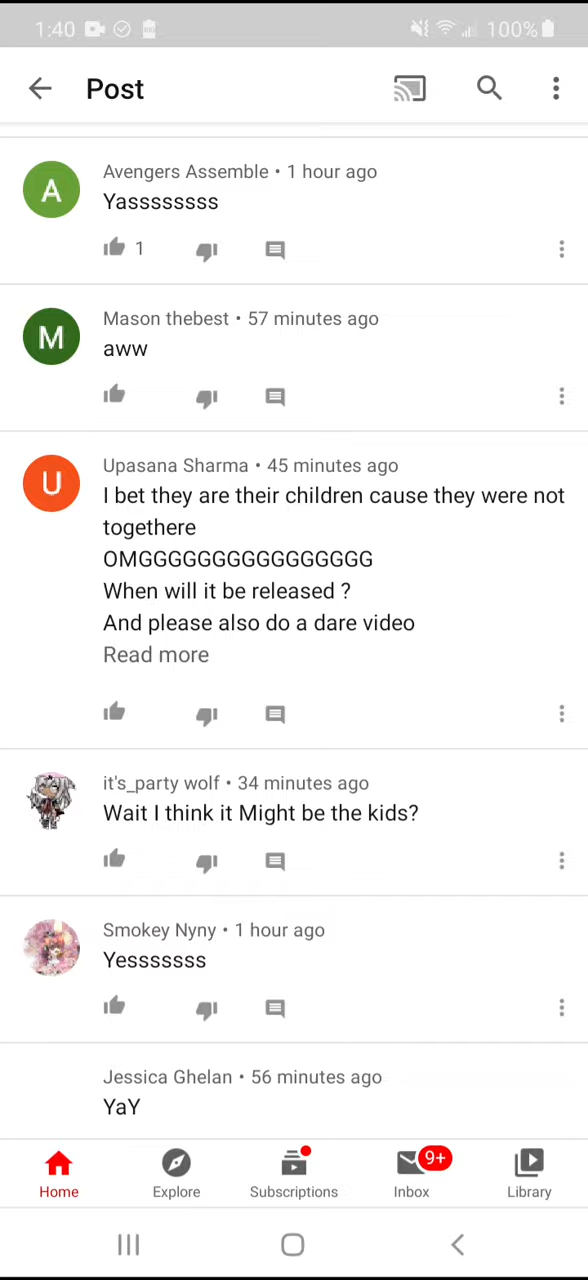 1:40
100%
Post
A
Avengers Assemble • 1 hour ago
Yassssssss
1
M
Mason thebest • 57 minutes ago
aww
U
Upasana Sharma • 45 minutes ago
I bet they are their children cause they were not
togethere
OMGGGGGGGGGGGGGGGGG
When will it be released ?
And please also do a dare video
Read more
it's_party wolf • 34 minutes ago
Wait I think it Might be the kids?
Smokey Nyny • 1 hour ago
Yesssssss
Jessica Ghelan • 56 minutes ago
YaY
9+
Home
Explore
Subscriptions
Inbox
Library